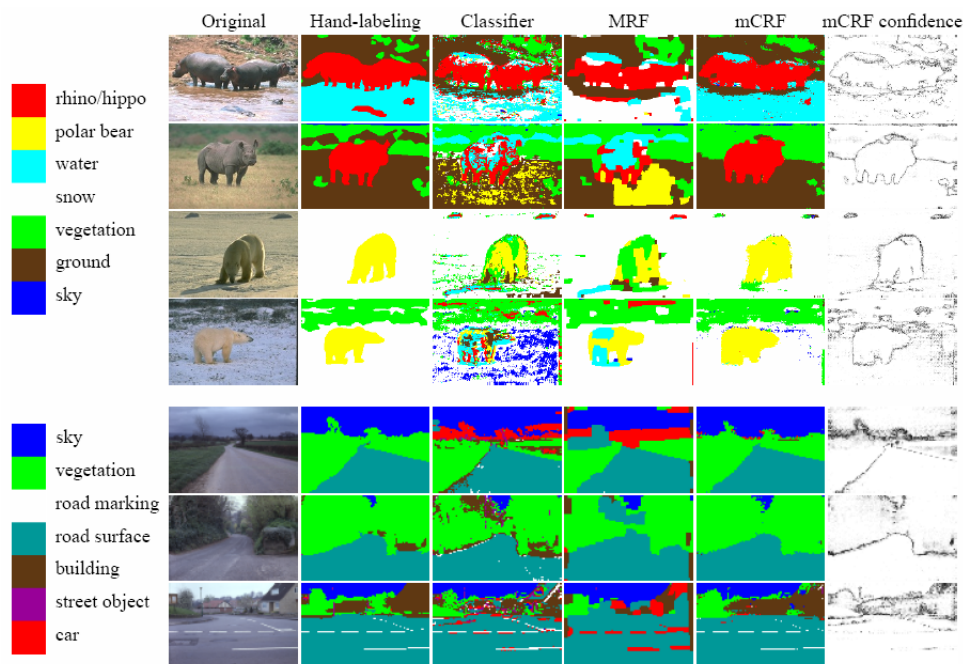 Original Hand-labeling Classifier MRF mCRF mCRF confidence
rhino/hippo
polar bear
water
snow
vegetation
ground
sky
sky
vegetation
road marking
road surface
building
street object
car